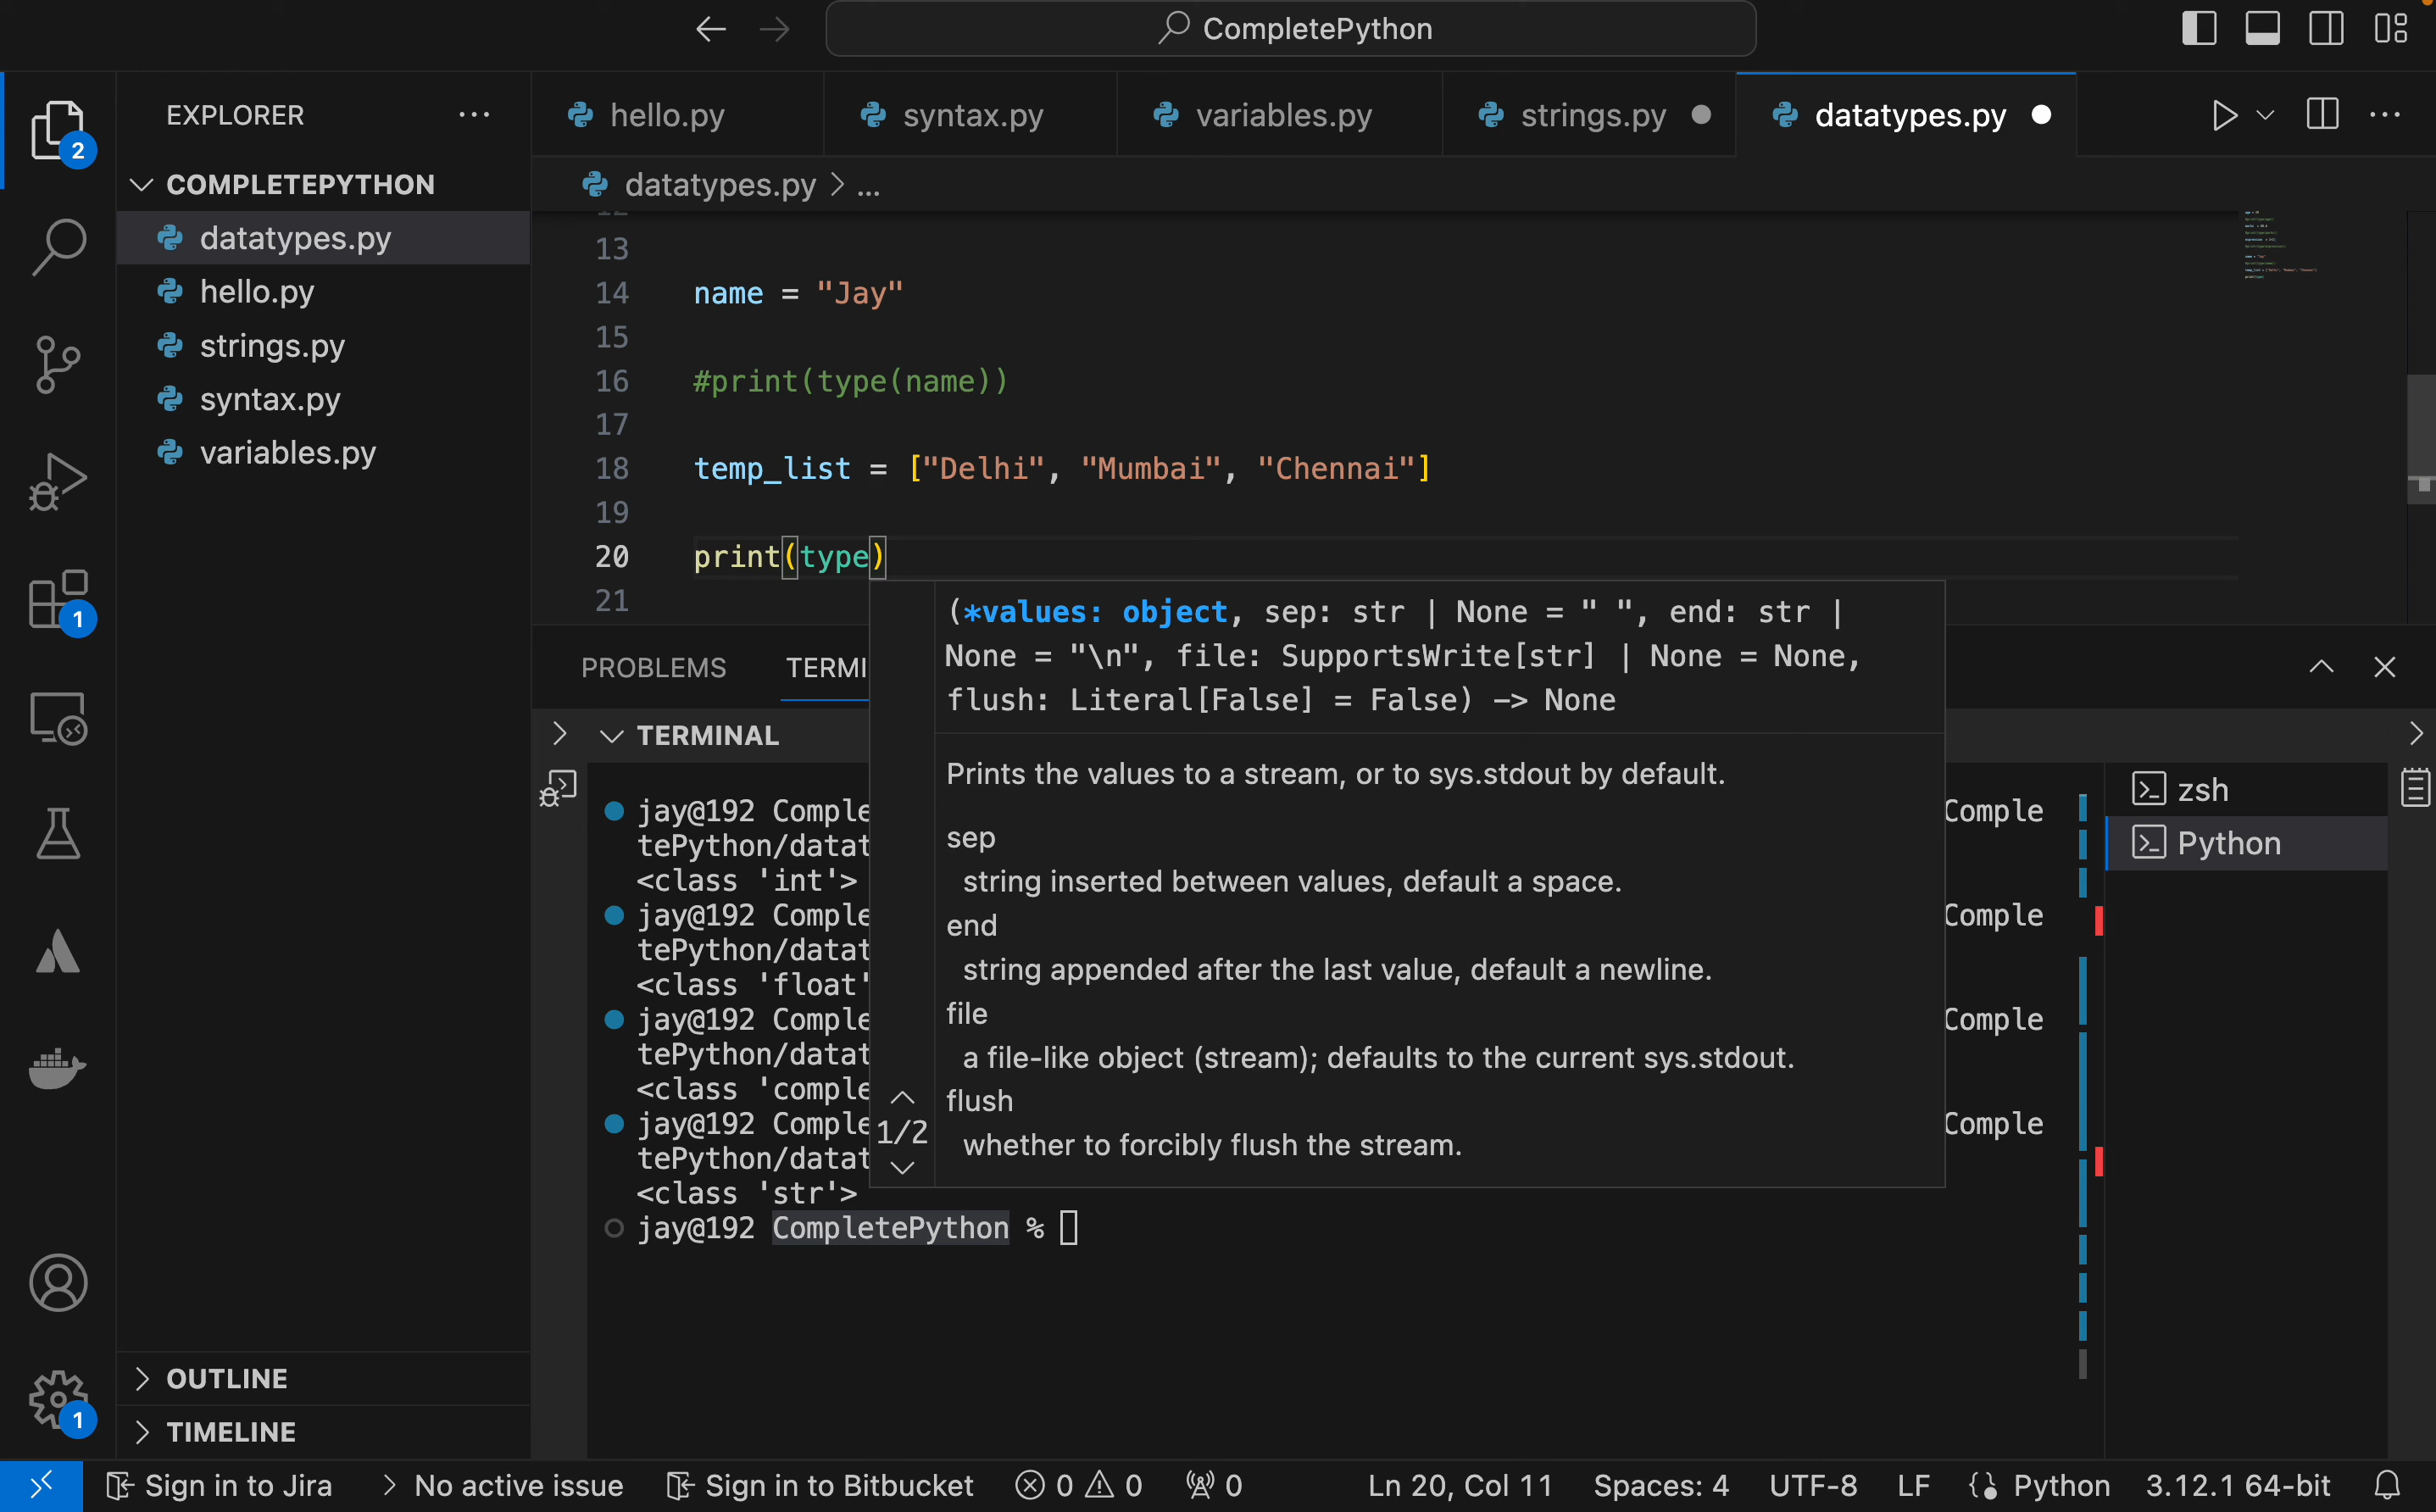 CompletePython
EXPLORER
hello.py
syntax.py
variables.py
strings.py
datatypes.py
2
COMPLETEPYTHON
datatypes.py > ...
datatypes.py
hello.py
strings.py
syntax.py
variables.py
13
14 name = "Jay"
15
16 #print(type(name))
17
18 temp_list = ["Delhi", "Mumbai", "Chennai"]
19
20 print(type)
21
1
(*values: object, sep: str | None = " ", end: str |
None = "\n", file: SupportsWrite[str] | None = None,
flush: Literal[False] = False) -> None
Prints the values to a stream, or to sys.stdout by default.
sep
string inserted between values, default a space.
end
string appended after the last value, default a newline.
file
a file-like object (stream); defaults to the current sys.stdout.
flush
whether to forcibly flush the stream.
1/2
PROBLEMS TERMI
TERMINAL
zsh
Python
jay@192 Comple Comple
tePython/datat
<class 'int'>
jay@192 Comple Comple
tePython/datat
<class 'float'
jay@192 Comple Comple
tePython/datat
<class 'comple
jay@192 Comple Comple
tePython/datat
<class 'str'>
jay@192 CompletePython %
OUTLINE
1
TIMELINE
Sign in to Jira
No active issue
Sign in to Bitbucket
0 0
0
Ln 20, Col 11
Spaces: 4
UTF-8
LF
Python
3.12.1 64-bit